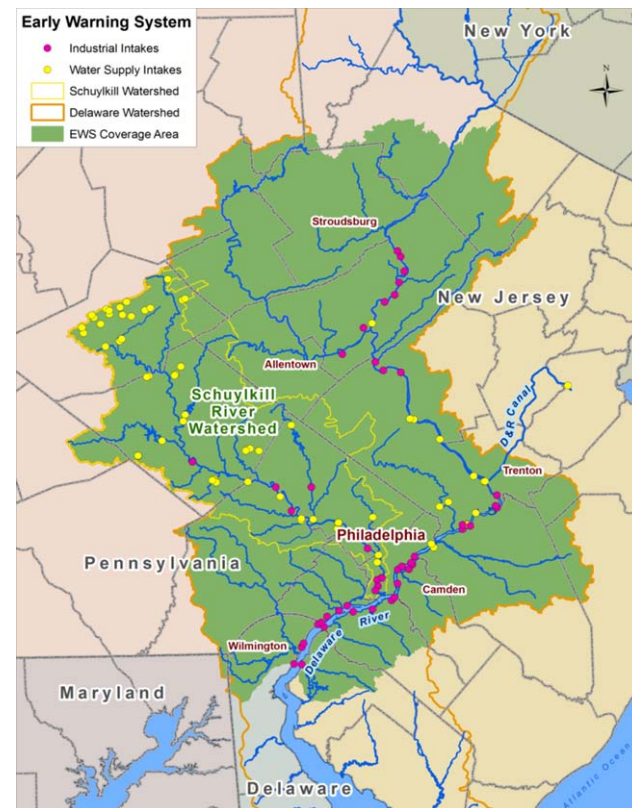 Early Warning System
Industrial Intakes
Water Supply Intakes
Schuylkill Watershed
Delaware Watershed
EWS Coverage Area
New York
N
Stroudsburg
New Jersey
Allentown
Schuylkill
River
Watershed
D&R Canal
Trenton
Philadelphia
Pennsylvania
Camden
Wilmington
Delaware
River
Maryland
Delaware
Atlantic Ocean